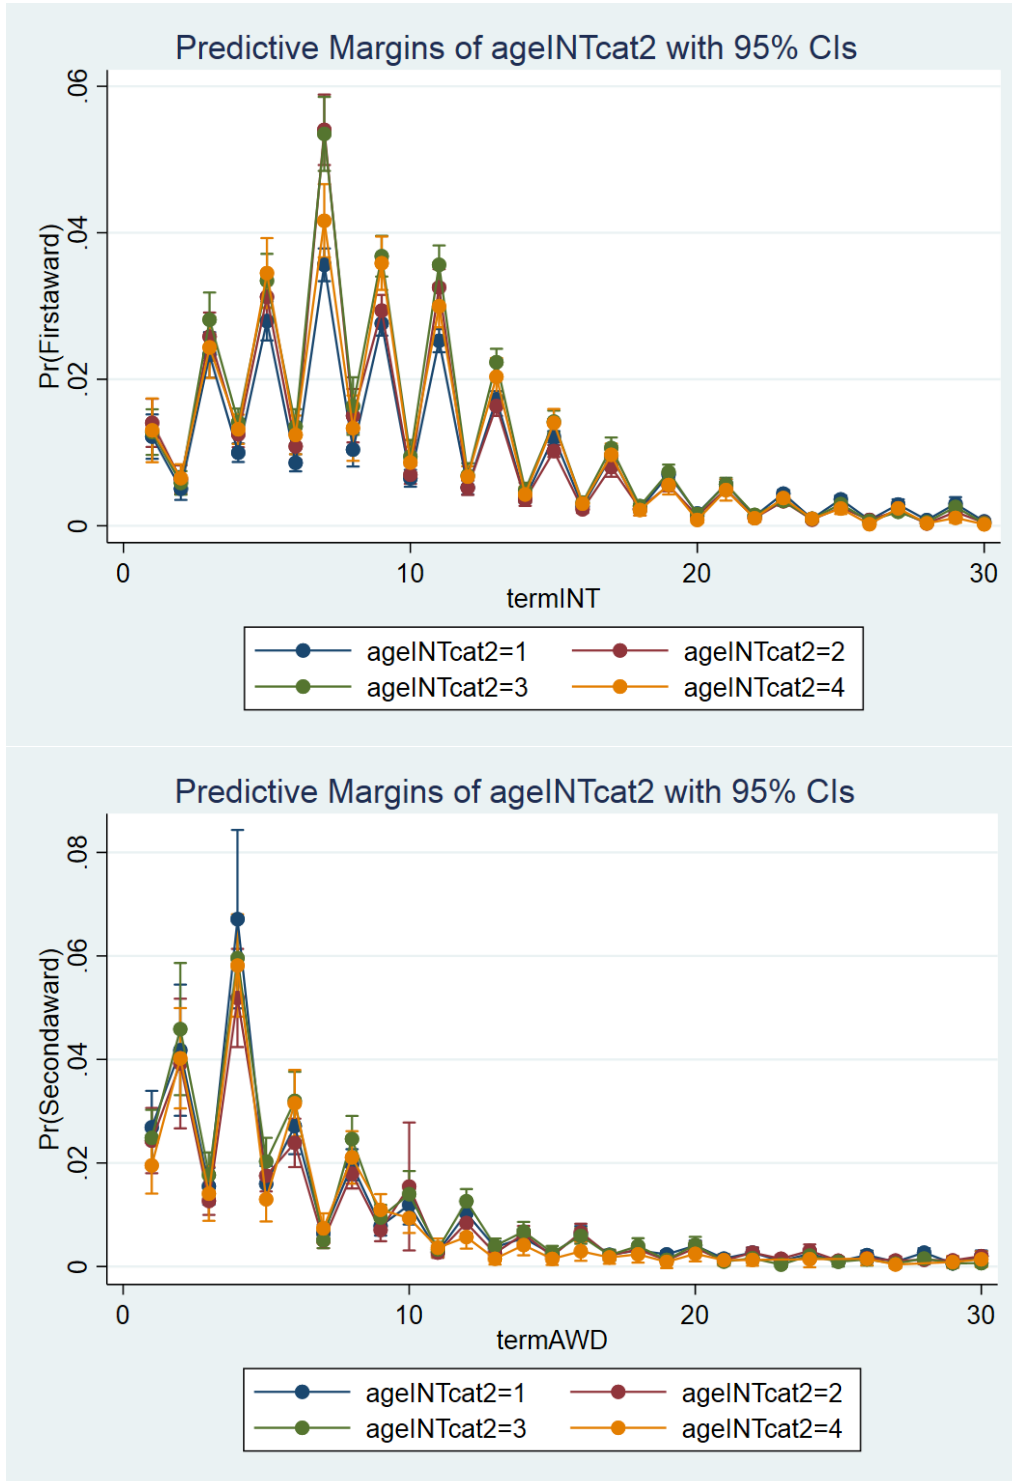 Predictive Margins of ageINTcat2 with 95% CIs
Pr(Firstaward)
.06
.04
.02
0
0 10 20 30
termINT
ageINTcat2=1 ageINTcat2=2
ageINTcat2=3 ageINTcat2=4
Predictive Margins of ageINTcat2 with 95% CIs
Pr(Secondaward)
.08
.06
.04
.02
0
0 10 20 30
termAWD
ageINTcat2=1 ageINTcat2=2
ageINTcat2=3 ageINTcat2=4